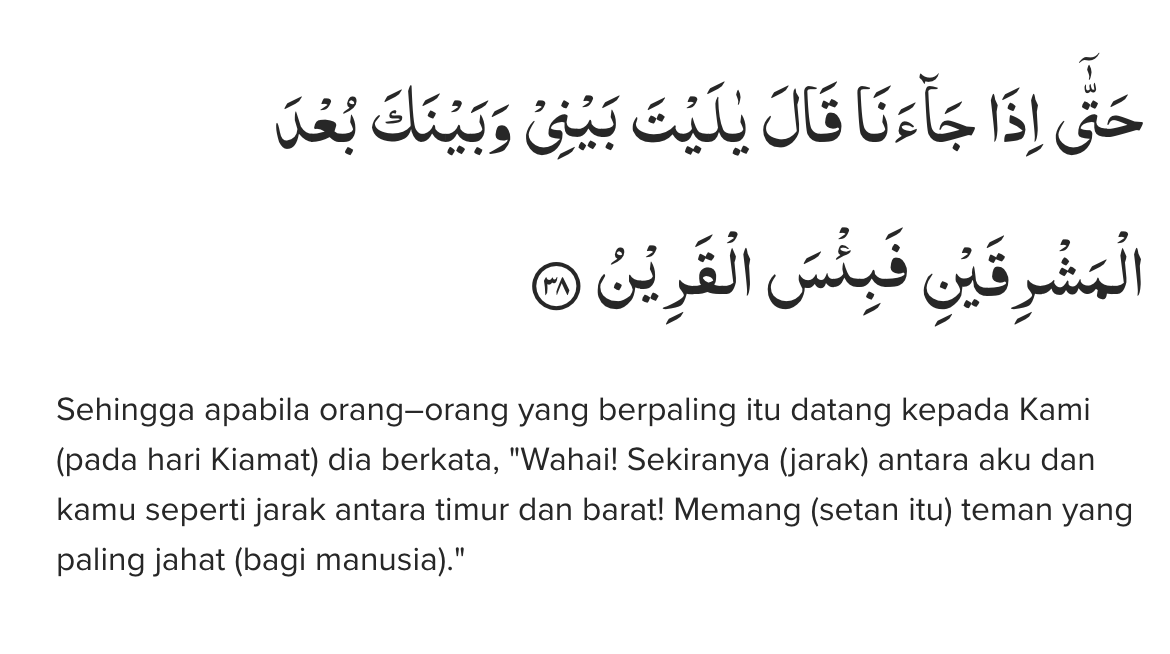 حَتّٰٓى اِذَا جَاۤءَنَا قَالَ يٰلَيْتَ بَيْنِيْ وَبَيْنَكَ بُعْدَ
الْمَشْرِقَيْنِ فَبِئْسَ الْقَرِيْنُ ٣٨
Sehingga apabila orang–orang yang berpaling itu datang kepada Kami
(pada hari Kiamat) dia berkata, "Wahai! Sekiranya (jarak) antara aku dan
kamu seperti jarak antara timur dan barat! Memang (setan itu) teman yang
paling jahat (bagi manusia)."